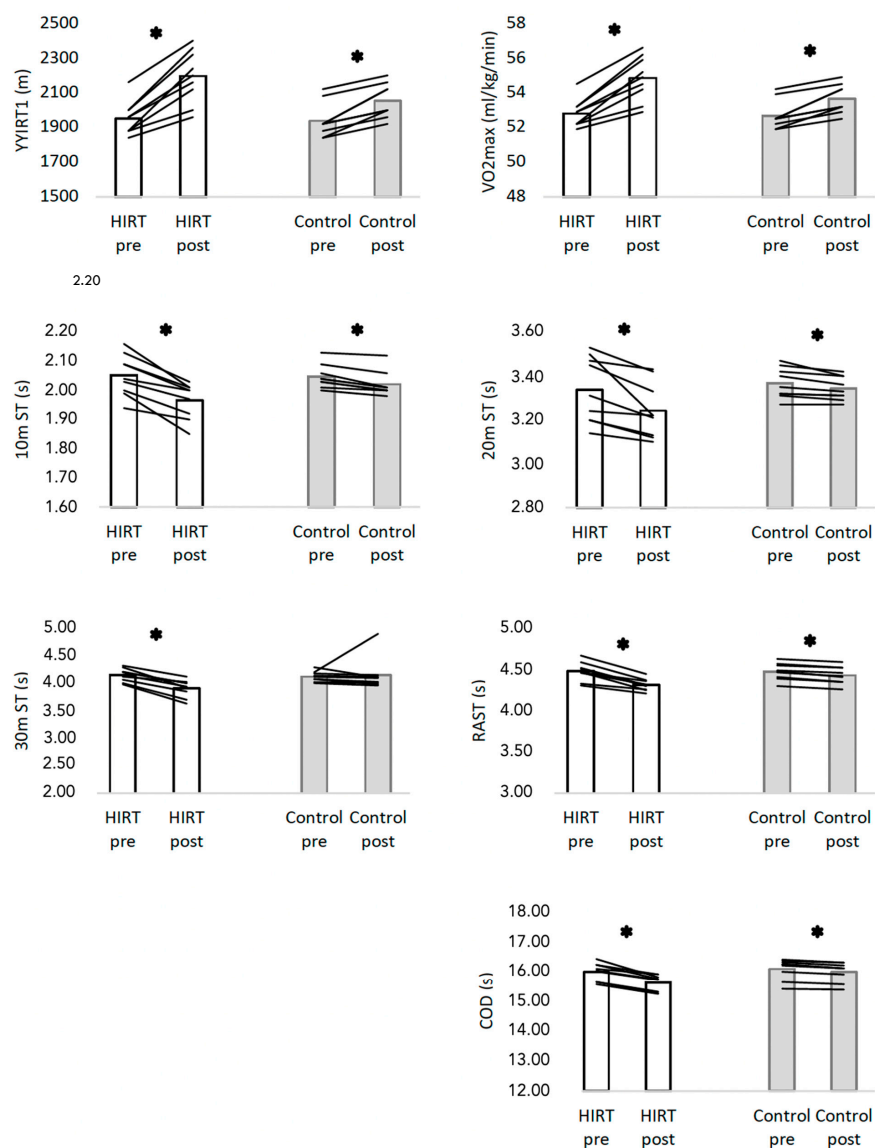 YYIRT1 (m)
2500
2300
2100
1900
1700
1500
*
*
HIRT pre
HIRT post
Control pre
Control post
VO2max (ml/kg/min)
58
56
54
52
50
48
*
*
HIRT pre
HIRT post
Control pre
Control post
2.20
10m ST (s)
2.20
2.10
2.00
1.90
1.80
1.70
1.60
*
*
HIRT pre
HIRT post
Control pre
Control post
20m ST (s)
3.60
3.40
3.20
3.00
2.80
*
*
HIRT pre
HIRT post
Control pre
Control post
30m ST (s)
5.00
4.50
4.00
3.50
3.00
2.50
2.00
*
HIRT pre
HIRT post
Control pre
Control post
RAST (s)
5.00
4.50
4.00
3.50
3.00
*
*
HIRT pre
HIRT post
Control pre
Control post
COD (s)
18.00
17.00
16.00
15.00
14.00
13.00
12.00
*
*
HIRT pre
HIRT post
Control pre
Control post